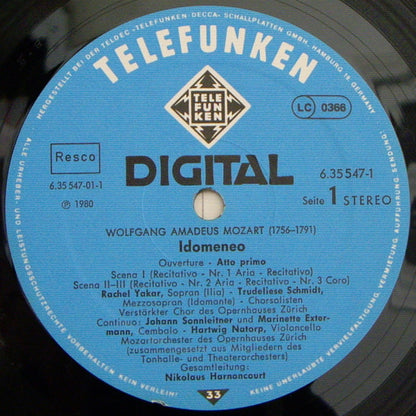 HERGESTELLT BEI DER TELDEC »TELEFUNKEN-DECCA« SCHALLPLATTEN GMBH, HAMBURG 19 GERMANY
TELEFUNKEN
TELE
FUN
KEN
LC 0366
Resco
DIGITAL
6.35547-1
6.35 547-01-1
Seite 1 STEREO
℗ 1980
WOLFGANG AMADEUS MOZART (1756–1791)
Idomeneo
Ouverture - Atto primo
Scena I (Recitativo - Nr. 1 Aria - Recitativo)
Scena II–III (Recitativo - Nr. 2 Aria - Recitativo - Nr. 3 Coro)
Rachel Yakar, Sopran (Ilia) - Trudeliese Schmidt,
Mezzosopran (Idamante) - Chorsolisten
Verstärkter Chor des Opernhauses Zürich
Continuo: Johann Sonnleitner und Marinette Exter-
mann, Cembalo - Hartwig Natorp, Violoncello
Mozartorchester des Opernhauses Zürich
(zusammengesetzt aus Mitgliedern des
Tonhalle- und Theaterorchesters)
Gesamtleitung:
Nikolaus Harnoncourt
33
ALLE URHEBER- UND LEISTUNGSSCHUTZRECHTE VORBEHALTEN KEIN VERLEIH!
KEINE UNERLAUBTE VERVIELFÄLTIGUNG, VERMIETUNG, AUFFÜHRUNG, SENDUNG!